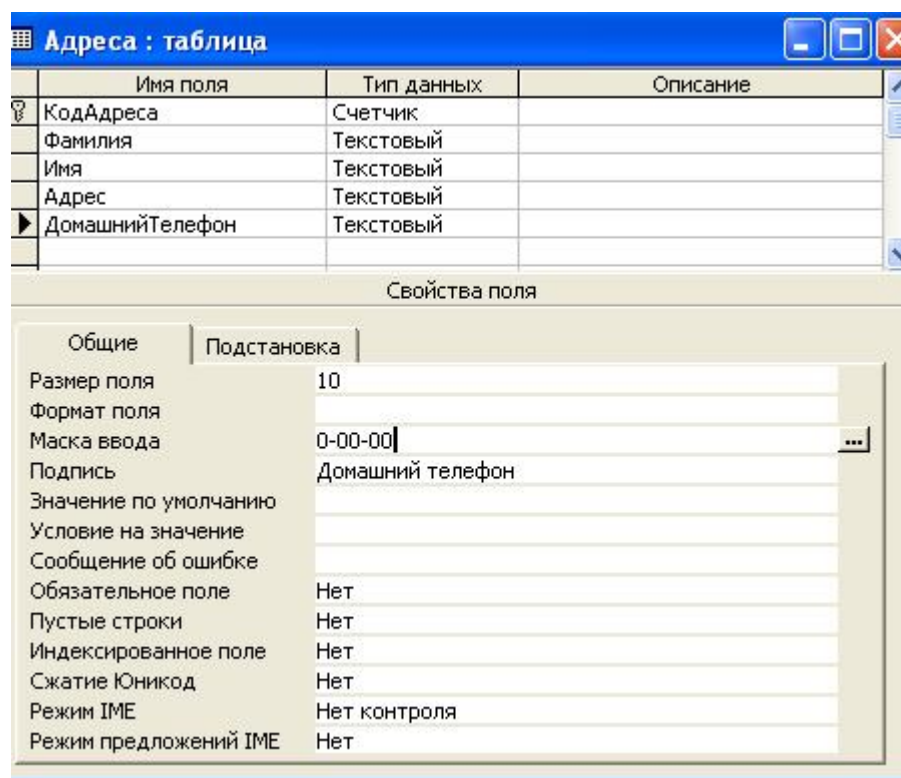 Адреса : таблица
Имя поля Тип данных Описание
КодАдреса Счетчик
Фамилия Текстовый
Имя Текстовый
Адрес Текстовый
ДомашнийТелефон Текстовый
Свойства поля
Общие Подстановка
Размер поля 10
Формат поля
Маска ввода 0-00-00 ...
Подпись Домашний телефон
Значение по умолчанию
Условие на значение
Сообщение об ошибке
Обязательное поле Нет
Пустые строки Нет
Индексированное поле Нет
Сжатие Юникод Нет
Режим IME Нет контроля
Режим предложений IME Нет